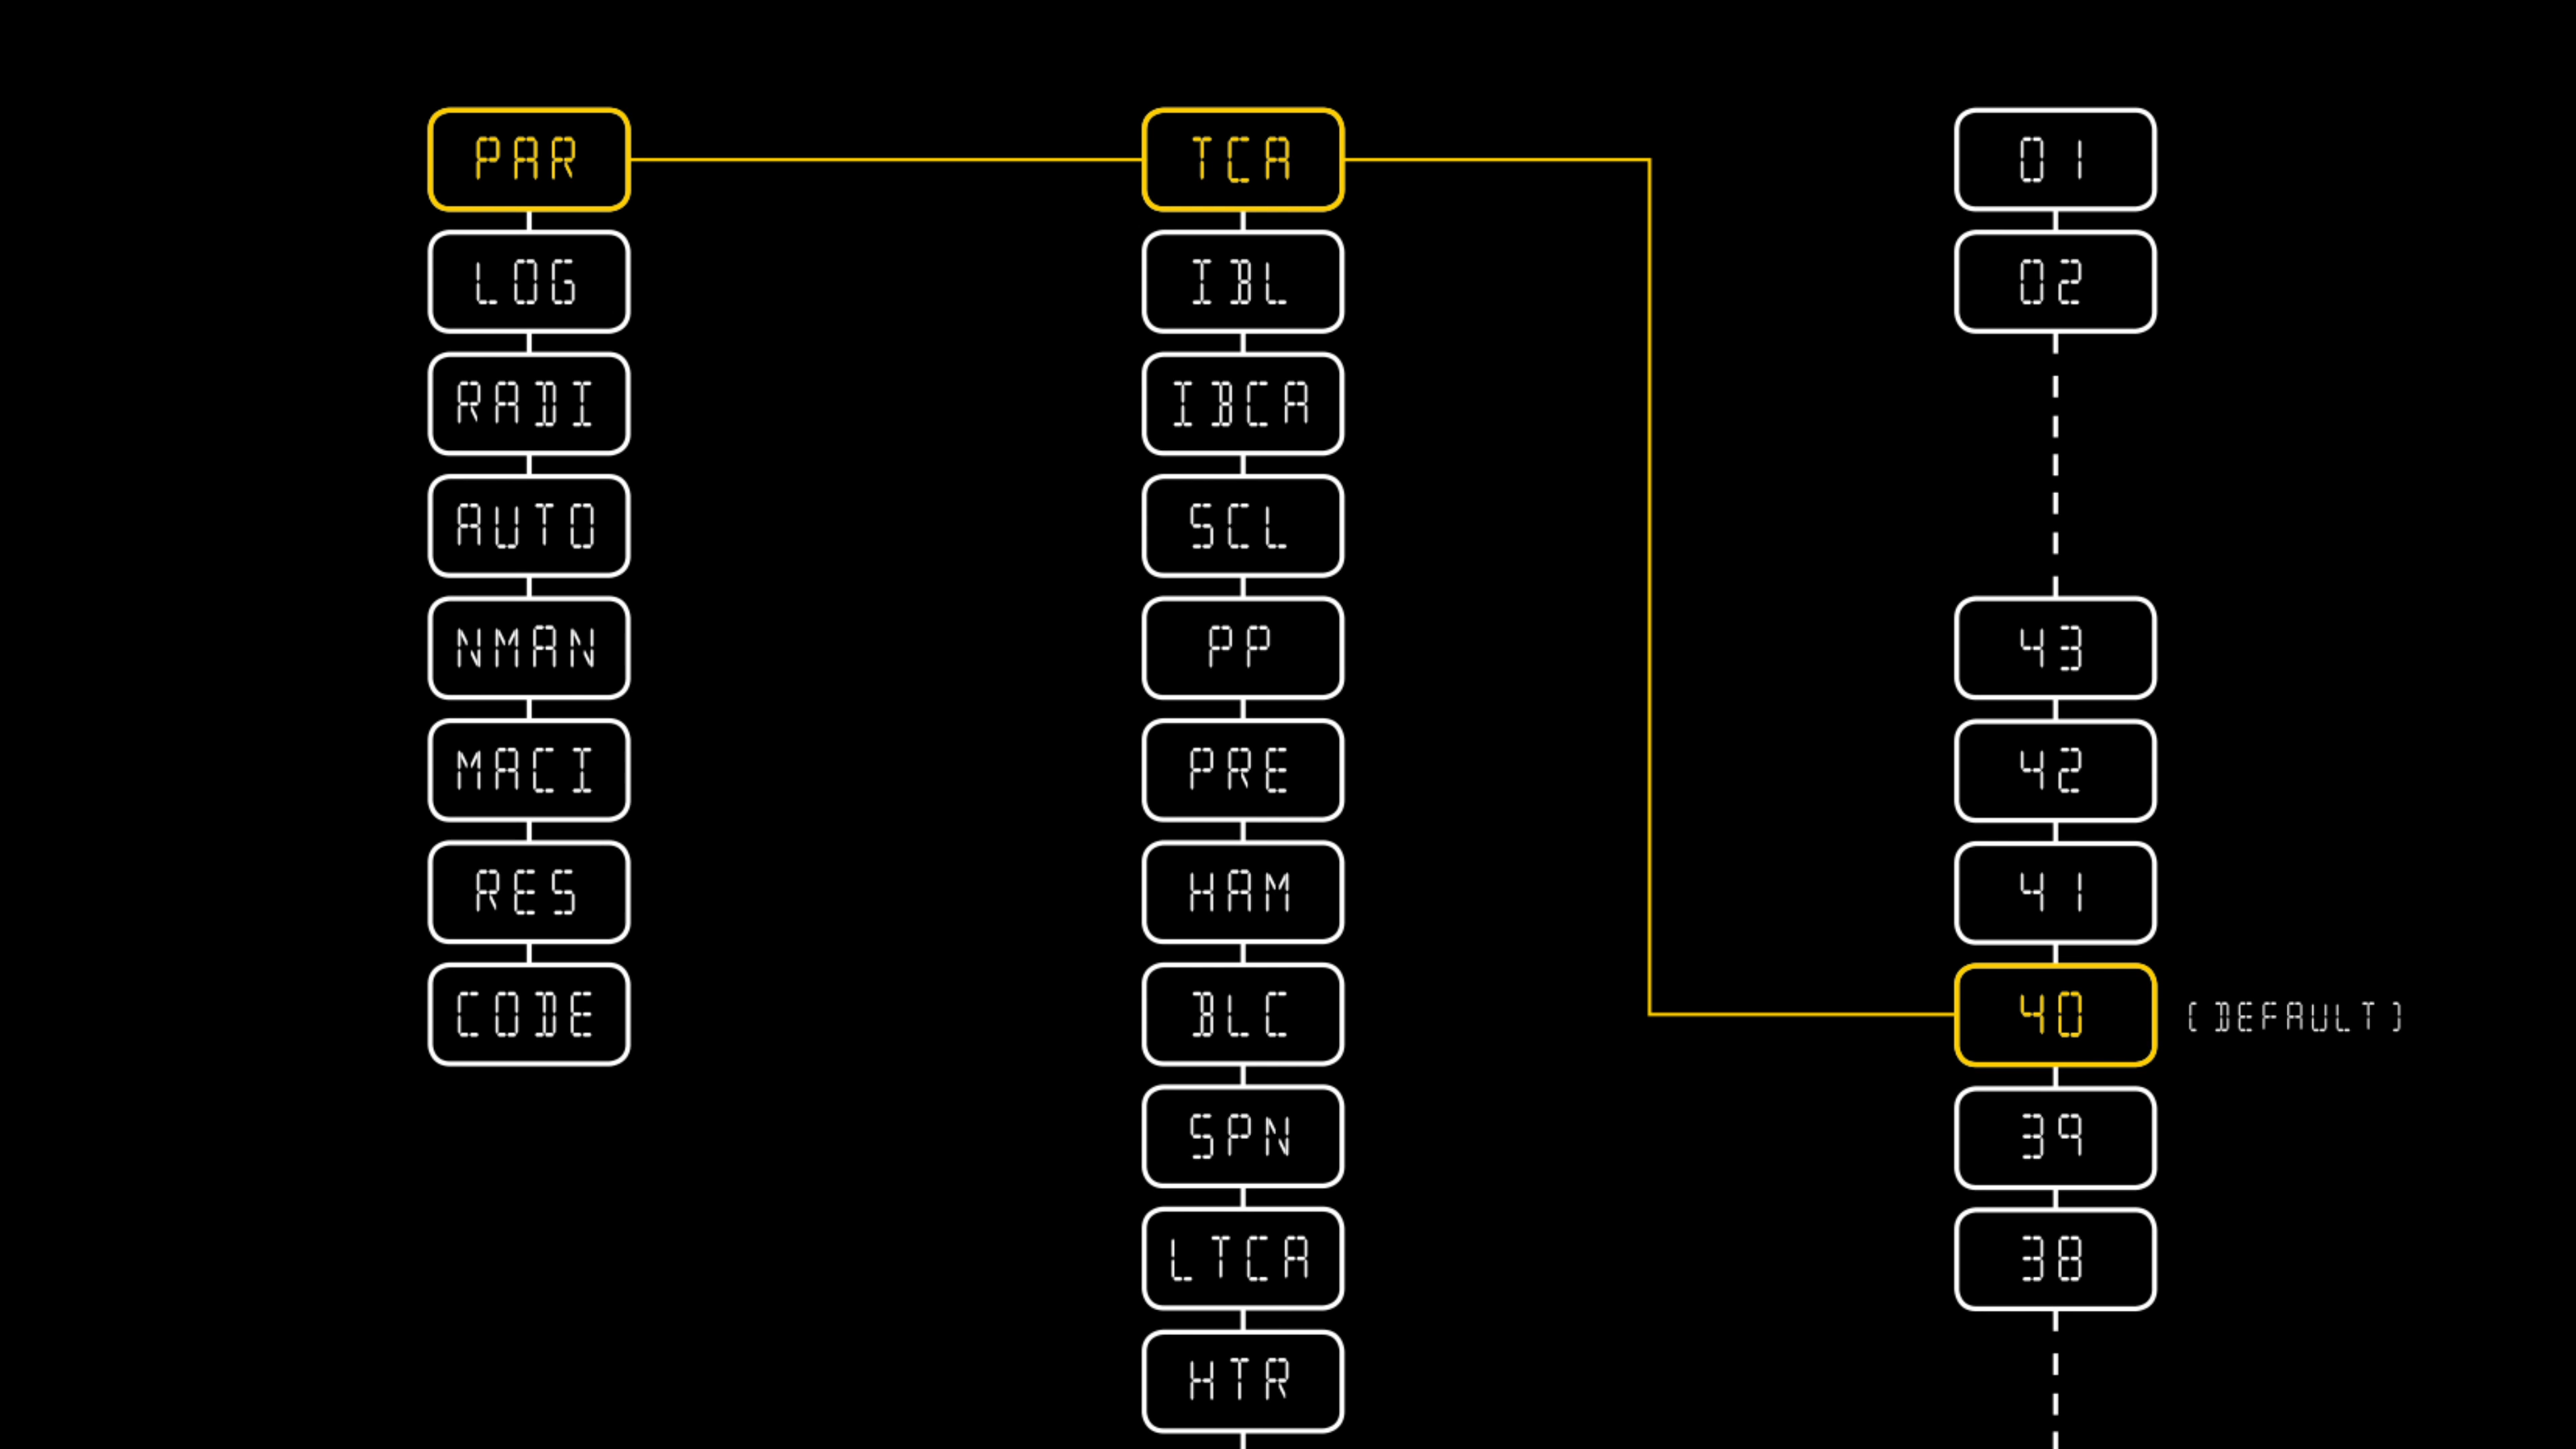 PAR
LOG
RADI
AUTO
NMAN
MACI
RES
CODE
TCA
IBL
IBCA
SCL
PP
PRE
HAM
BLC
SPN
LTCA
HTR
01
02
43
42
41
40 [DEFAULT]
39
38